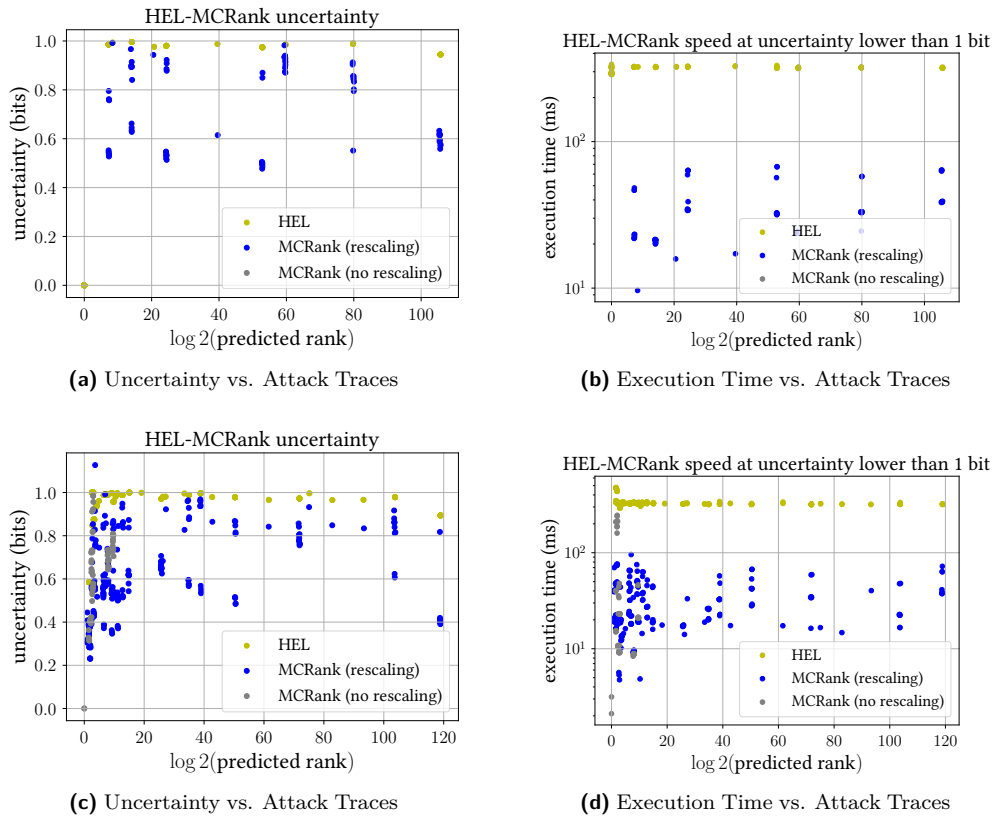 HEL-MCRank uncertainty
1.0
0.8
0.6
0.4
0.2
0.0
uncertainty (bits)
HEL
MCRank (rescaling)
MCRank (no rescaling)
0 20 40 60 80 100
log 2(predicted rank)
(a) Uncertainty vs. Attack Traces
HEL-MCRank speed at uncertainty lower than 1 bit
10²
10¹
execution time (ms)
HEL
MCRank (rescaling)
MCRank (no rescaling)
0 20 40 60 80 100
log 2(predicted rank)
(b) Execution Time vs. Attack Traces
HEL-MCRank uncertainty
1.0
0.8
0.6
0.4
0.2
0.0
uncertainty (bits)
HEL
MCRank (rescaling)
MCRank (no rescaling)
0 20 40 60 80 100 120
log 2(predicted rank)
(c) Uncertainty vs. Attack Traces
HEL-MCRank speed at uncertainty lower than 1 bit
10²
10¹
execution time (ms)
HEL
MCRank (rescaling)
MCRank (no rescaling)
0 20 40 60 80 100 120
log 2(predicted rank)
(d) Execution Time vs. Attack Traces